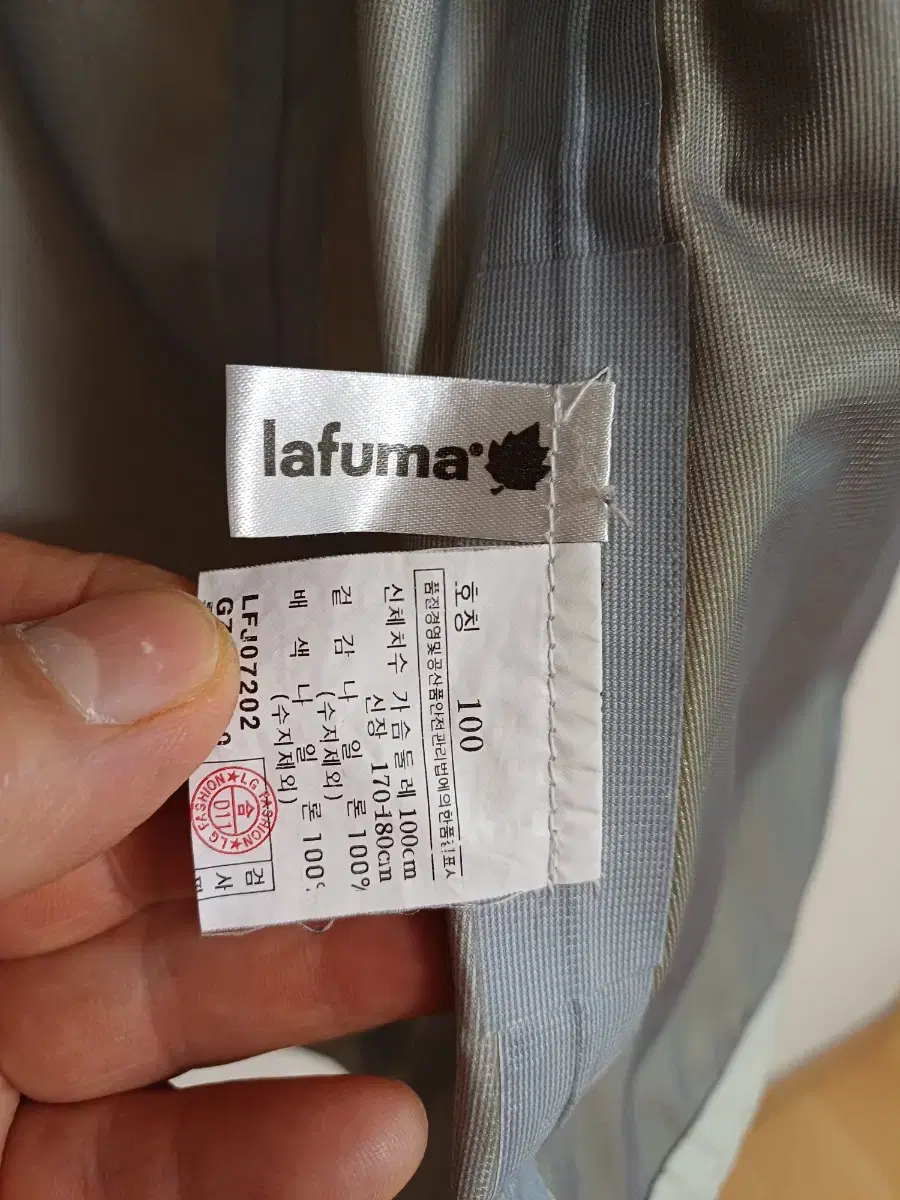 lafuma
호칭 100
품질경영및공산품안전관리법에의한품질표시
신체치수 가슴둘레 100cm
신장 170-180cm
겉감 나일론 100%
(수지제외)
배색 나일론 100%
(수지제외)
LFJ07202
LG FASHION ★ LG FASHION ★
합
D11
검
사